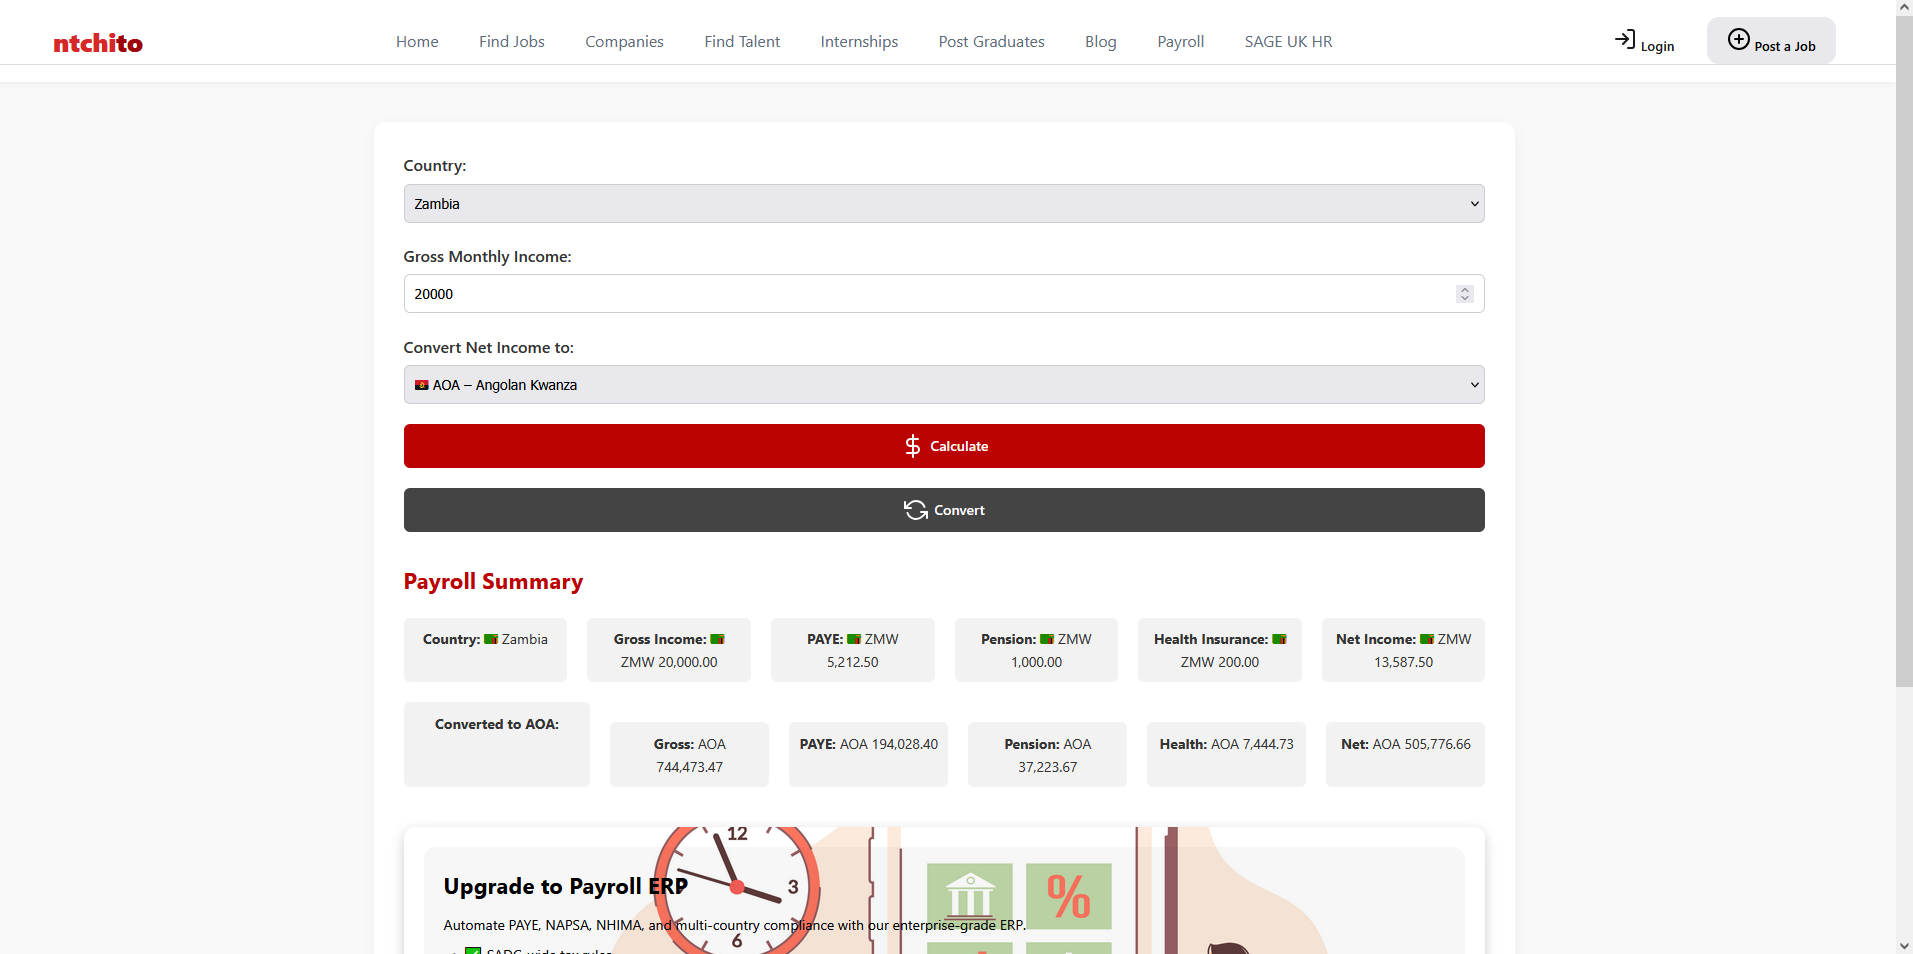 ntchito
Home Find Jobs Companies Find Talent Internships Post Graduates Blog Payroll SAGE UK HR
Login
Post a Job
Country:
Zambia
Gross Monthly Income:
20000
Convert Net Income to:
AOA – Angolan Kwanza
Calculate
Convert
Payroll Summary
Country: Zambia
Gross Income:
ZMW 20,000.00
PAYE: ZMW
5,212.50
Pension: ZMW
1,000.00
Health Insurance:
ZMW 200.00
Net Income: ZMW
13,587.50
Converted to AOA:
Gross: AOA
744,473.47
PAYE: AOA 194,028.40
Pension: AOA
37,223.67
Health: AOA 7,444.73
Net: AOA 505,776.66
12
3
6
%
Upgrade to Payroll ERP
Automate PAYE, NAPSA, NHIMA, and multi-country compliance with our enterprise-grade ERP.
SADC-wide tax rules